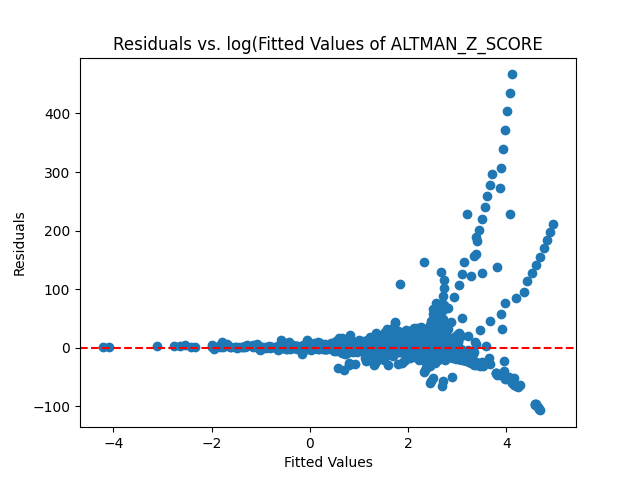 Residuals vs. log(Fitted Values of ALTMAN_Z_SCORE
400
300
200
100
0
−100
Residuals
−4 −2 0 2 4
Fitted Values